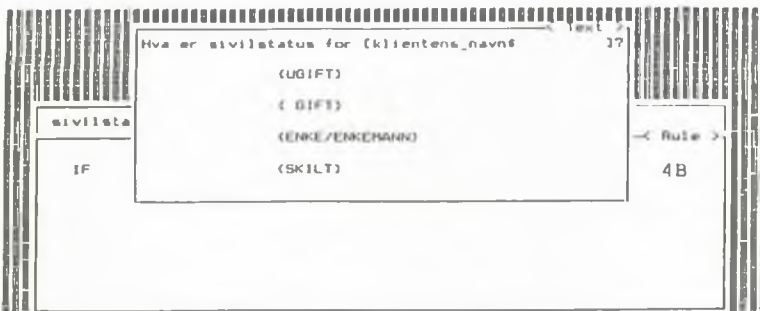 < Text >
Hva er sivilstatus for [klientens_navn$ ]?
(UGIFT)
( GIFT)
(ENKE/ENKEMANN)
(SKILT)
sivilsta
< Rule >
IF
4B